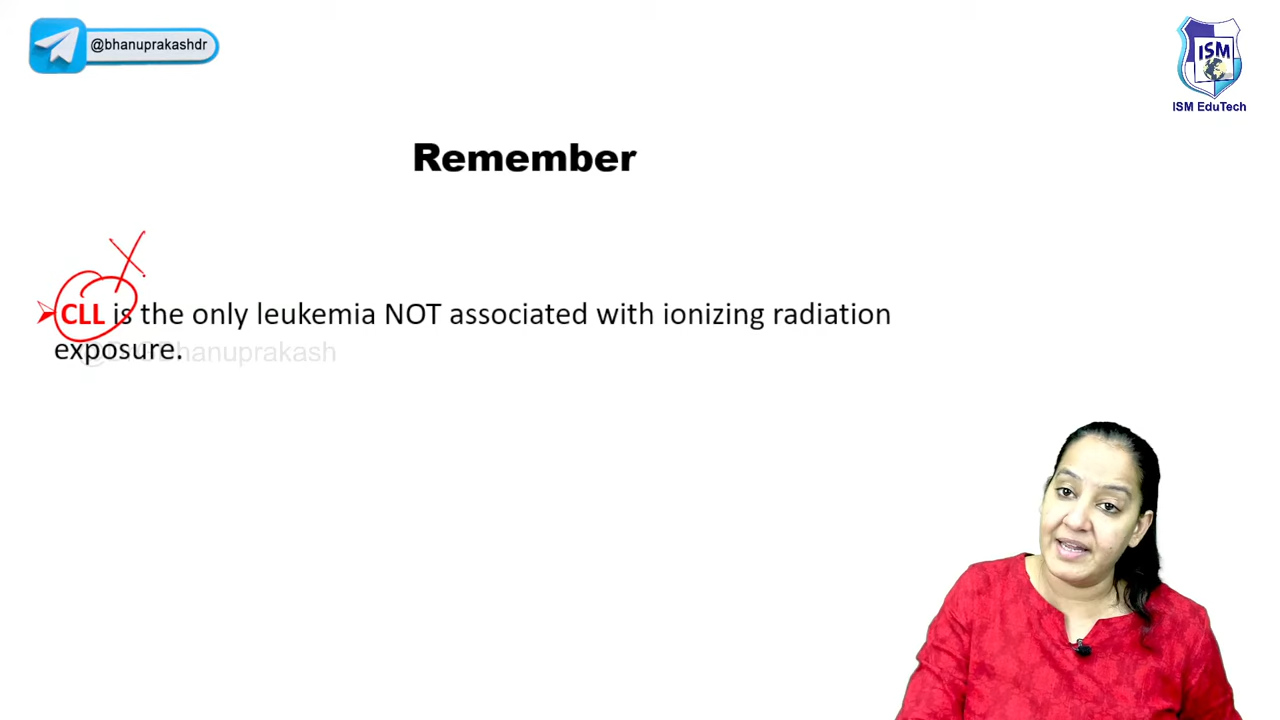 @bhanuprakashdr
ISM
ISM EduTech
Remember
CLL is the only leukemia NOT associated with ionizing radiation
exposure.